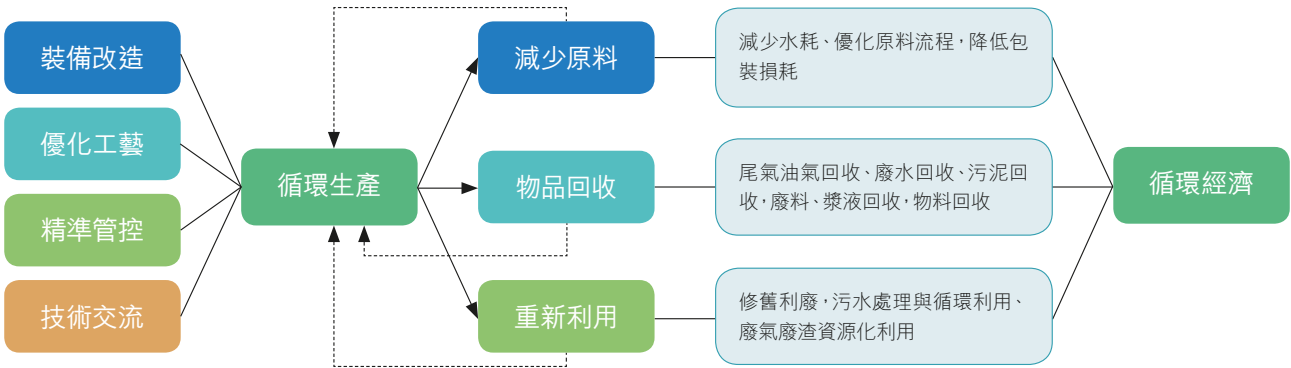 裝備改造
優化工藝
精準管控
技術交流
循環生產
減少原料
物品回收
重新利用
減少水耗、優化原料流程，降低包
裝損耗
尾氣油氣回收、廢水回收、污泥回
收，廢料、漿液回收，物料回收
修舊利廢，污水處理與循環利用、
廢氣廢渣資源化利用
循環經濟